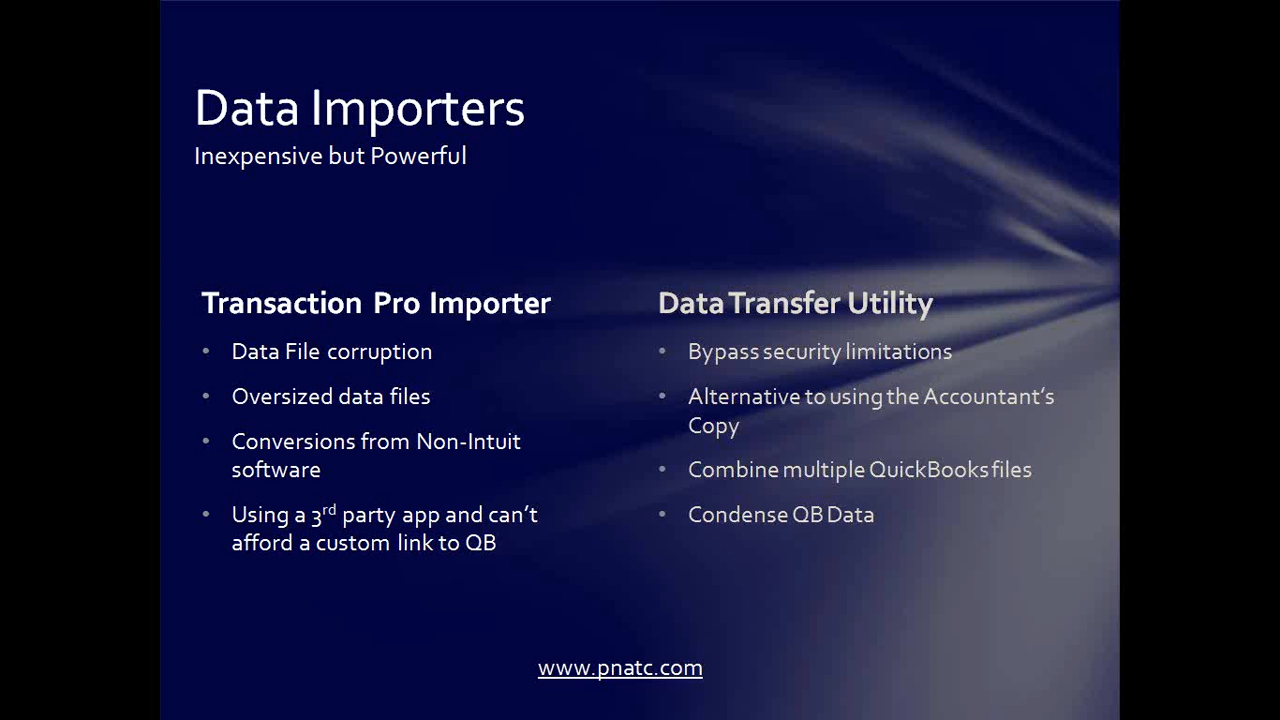 Data Importers
Inexpensive but Powerful
Transaction Pro Importer
• Data File corruption
• Oversized data files
• Conversions from Non-Intuit
software
• Using a 3rd party app and can't
afford a custom link to QB
Data Transfer Utility
• Bypass security limitations
• Alternative to using the Accountant's
Copy
• Combine multiple QuickBooks files
• Condense QB Data
www.pnatc.com